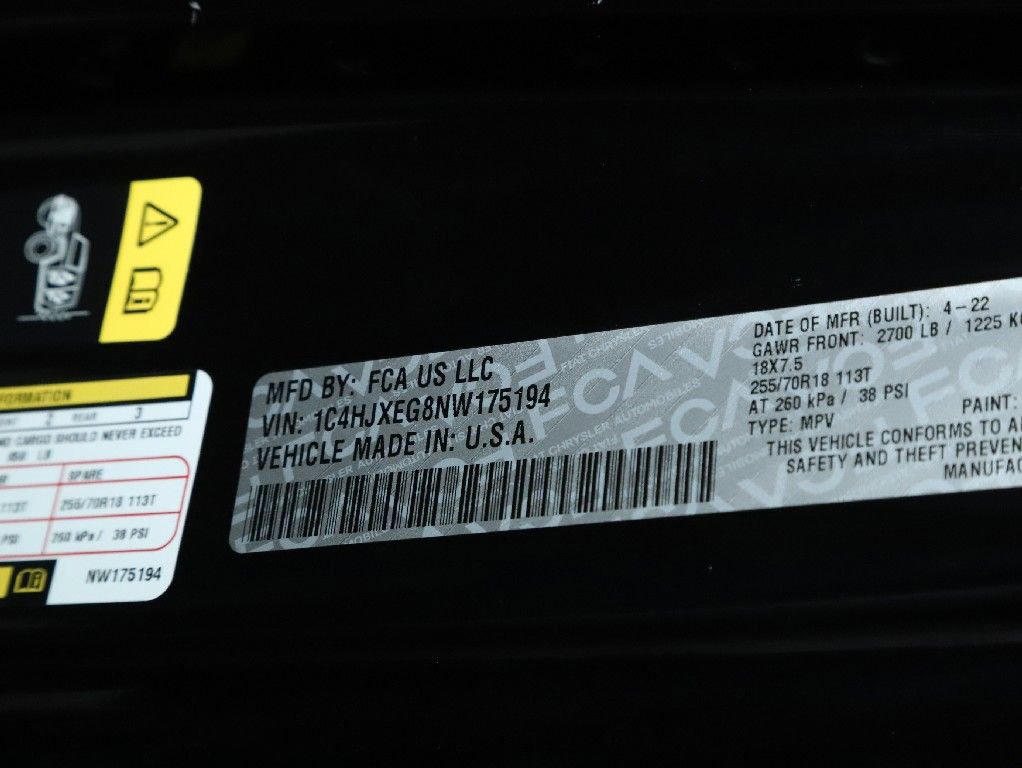 MFD BY: FCA US LLC
VIN: 1C4HJXEG8NW175194
VEHICLE MADE IN: U.S.A.
DATE OF MFR (BUILT): 4-22
GAWR FRONT: 2700 LB / 1225 K
18X7.5
255/70R18 113T
AT 260 kPa / 38 PSI
TYPE: MPV PAINT:
THIS VEHICLE CONFORMS TO A
SAFETY AND THEFT PREVEN
MANUFAC
FORMATION
2 REAR 3
CARGO SHOULD NEVER EXCEED
LB
SPARE
113T 255/70R18 113T
PSI 260 kPa / 38 PSI
NW175194